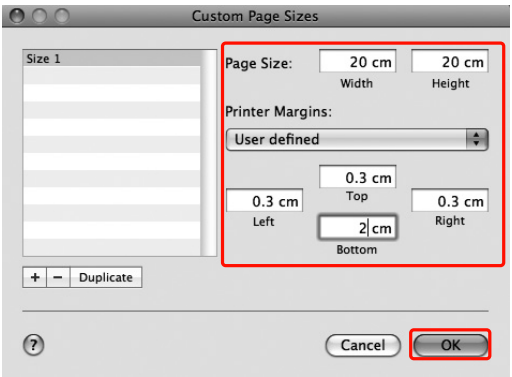 Custom Page Sizes
Size 1
Page Size:
20 cm
20 cm
Width
Height
Printer Margins:
User defined
0.3 cm
Top
0.3 cm
0.3 cm
Left
Right
2 cm
Bottom
+ − Duplicate
?
Cancel
OK